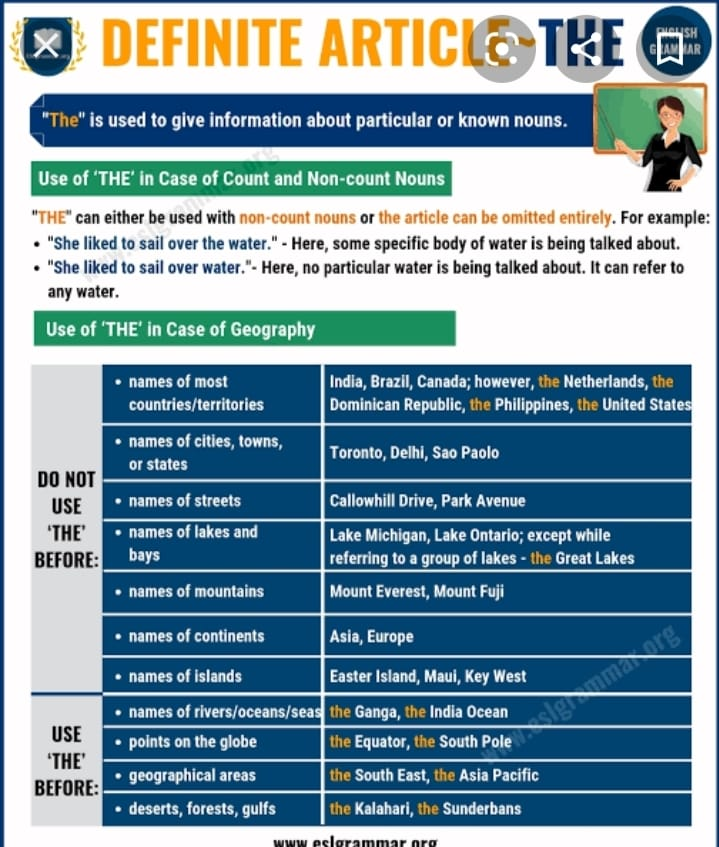 DEFINITE ARTICLE~THE
ENGLISH
GRAMMAR
"The" is used to give information about particular or known nouns.
Use of ‘THE’ in Case of Count and Non-count Nouns
"THE" can either be used with non-count nouns or the article can be omitted entirely. For example:
• "She liked to sail over the water." - Here, some specific body of water is being talked about.
• "She liked to sail over water."- Here, no particular water is being talked about. It can refer to
any water.
Use of ‘THE’ in Case of Geography
DO NOT
USE
‘THE’
BEFORE:
• names of most
countries/territories
India, Brazil, Canada; however, the Netherlands, the
Dominican Republic, the Philippines, the United States
• names of cities, towns,
or states
Toronto, Delhi, Sao Paolo
• names of streets
Callowhill Drive, Park Avenue
• names of lakes and
bays
Lake Michigan, Lake Ontario; except while
referring to a group of lakes - the Great Lakes
• names of mountains
Mount Everest, Mount Fuji
• names of continents
Asia, Europe
• names of islands
Easter Island, Maui, Key West
USE
‘THE’
BEFORE:
• names of rivers/oceans/seas
the Ganga, the India Ocean
• points on the globe
the Equator, the South Pole
• geographical areas
the South East, the Asia Pacific
• deserts, forests, gulfs
the Kalahari, the Sunderbans
www.eslgrammar.org
www.eslgrammar.org
www.eslgrammar.org